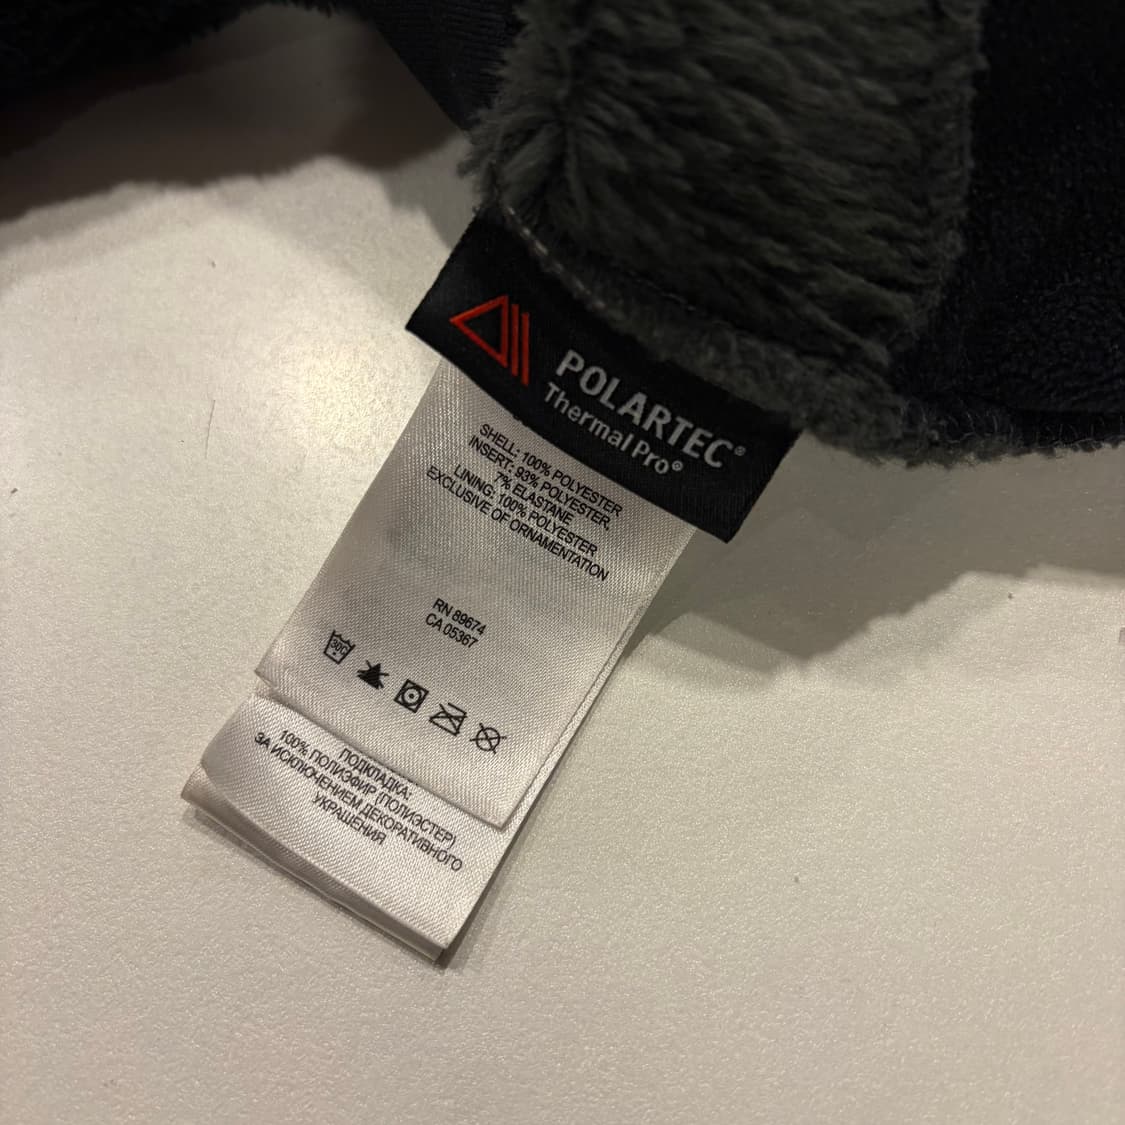 POLARTEC®
Thermal Pro®
SHELL: 100% POLYESTER
INSERT: 93% POLYESTER,
7% ELASTANE
LINING: 100% POLYESTER
EXCLUSIVE OF ORNAMENTATION
RN 89674
CA 05367
30C
ПОДКЛАДКА:
100% ПОЛИЭФИР (ПОЛИЭСТЕР)
ЗА ИСКЛЮЧЕНИЕМ ДЕКОРАТИВНОГО
УКРАШЕНИЯ